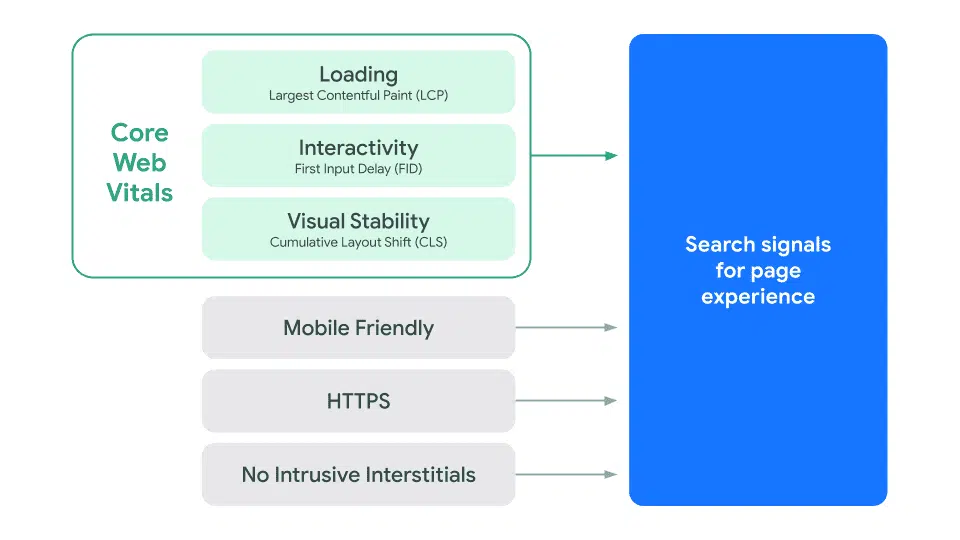 Core
Web
Vitals
Loading
Largest Contentful Paint (LCP)
Interactivity
First Input Delay (FID)
Visual Stability
Cumulative Layout Shift (CLS)
Mobile Friendly
HTTPS
No Intrusive Interstitials
Search signals
for page
experience